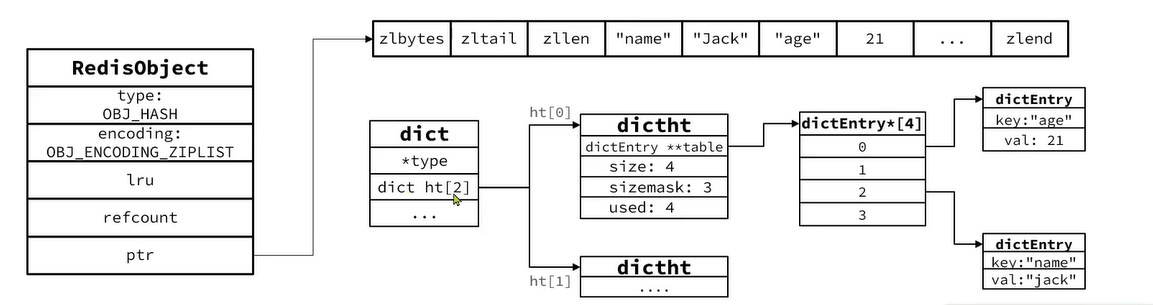 zlbytes zltail zllen "name" "Jack" "age" 21 ... zlend
RedisObject
type:
OBJ_HASH
encoding:
OBJ_ENCODING_ZIPLIST
lru
refcount
ptr
dict
*type
dict ht[2]
...
ht[0]
dictht
dictEntry **table
size: 4
sizemask: 3
used: 4
ht[1]
dictht
....
dictEntry*[4]
0
1
2
3
dictEntry
key:"age"
val: 21
dictEntry
key:"name"
val:"jack"